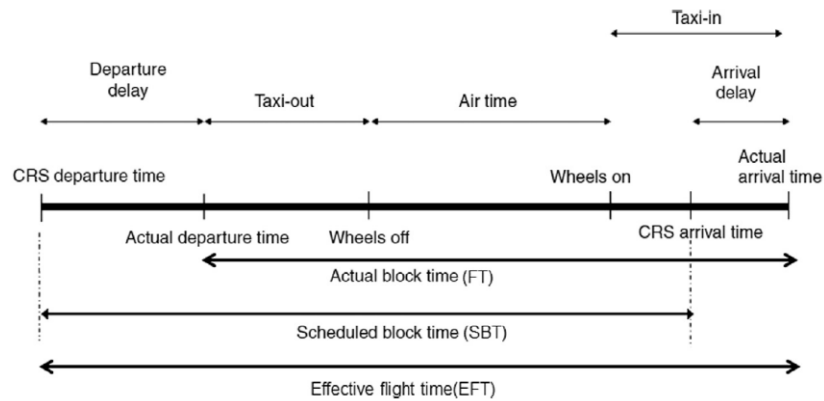 Taxi-in
Departure
delay
Arrival
delay
Taxi-out
Air time
Actual
arrival time
CRS departure time
Wheels on
Actual departure time
Wheels off
CRS arrival time
Actual block time (FT)
Scheduled block time (SBT)
Effective flight time(EFT)